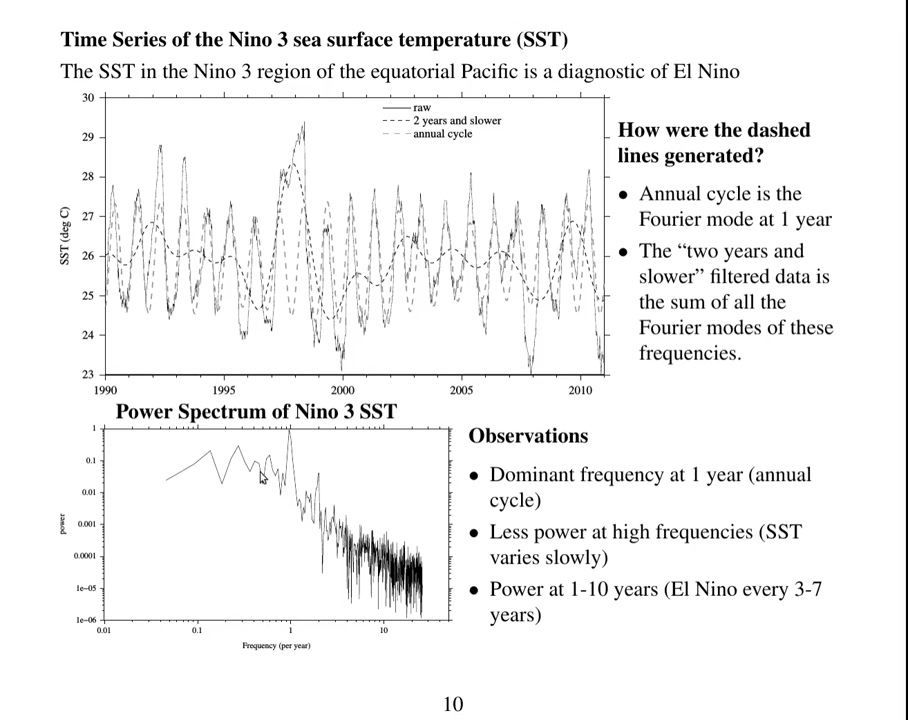 Time Series of the Nino 3 sea surface temperature (SST)
The SST in the Nino 3 region of the equatorial Pacific is a diagnostic of El Nino
30
29
28
27
26
25
24
23
SST (deg C)
raw
2 years and slower
annual cycle
1990
1995
2000
2005
2010
How were the dashed
lines generated?
• Annual cycle is the
Fourier mode at 1 year
• The “two years and
slower” filtered data is
the sum of all the
Fourier modes of these
frequencies.
Power Spectrum of Nino 3 SST
1
0.1
0.01
0.001
0.0001
1e−05
1e−06
power
0.01
0.1
1
10
Frequency (per year)
Observations
• Dominant frequency at 1 year (annual
cycle)
• Less power at high frequencies (SST
varies slowly)
• Power at 1-10 years (El Nino every 3-7
years)
10